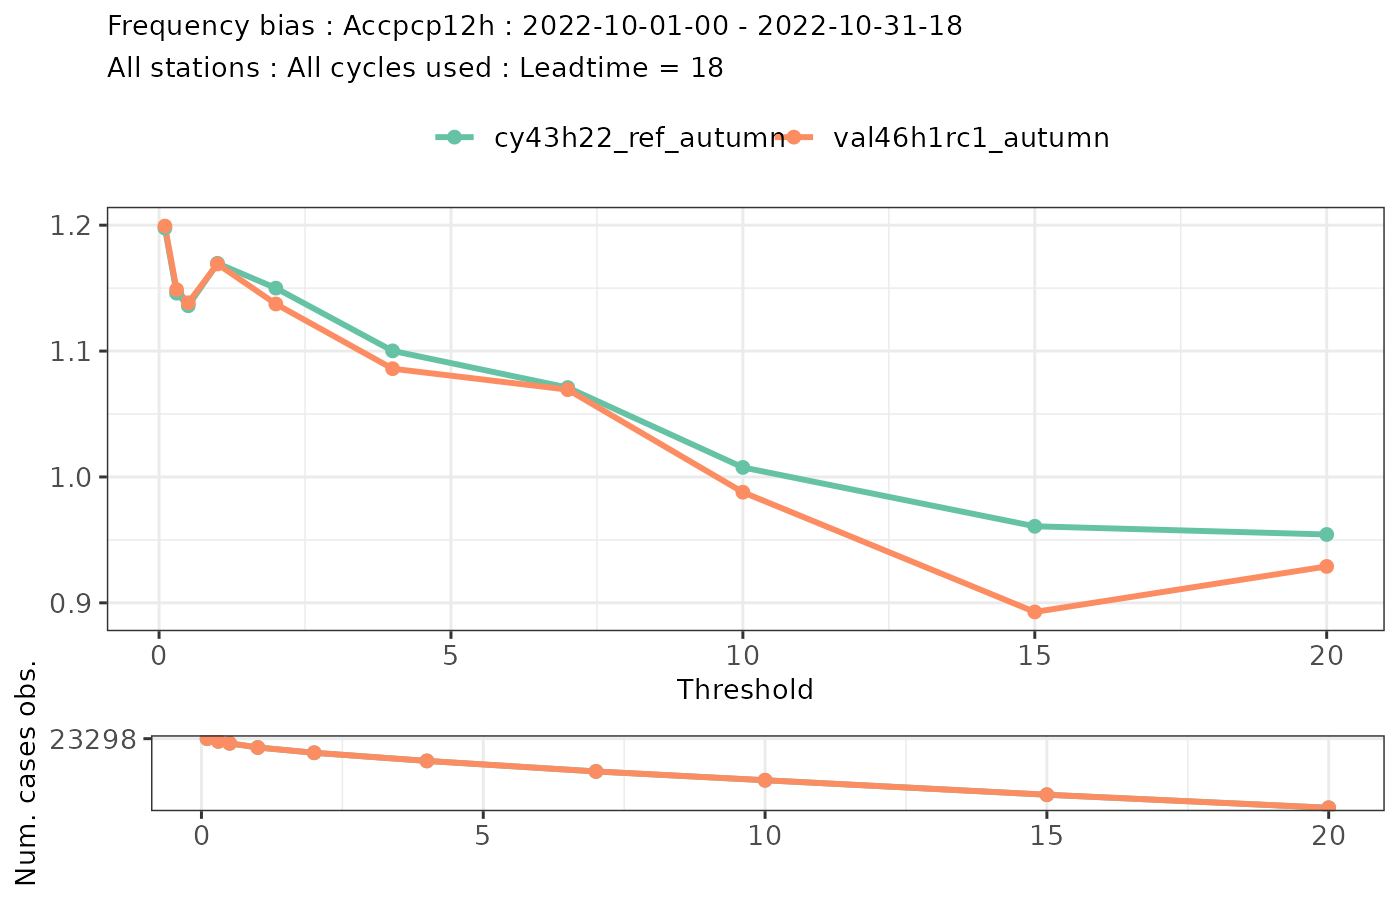 Frequency bias : Accpcp12h : 2022-10-01-00 - 2022-10-31-18
All stations : All cycles used : Leadtime = 18
cy43h22_ref_autumn val46h1rc1_autumn
1.2
1.1
1.0
0.9
0 5 10 15 20
Threshold
Num. cases obs.
23298
0 5 10 15 20